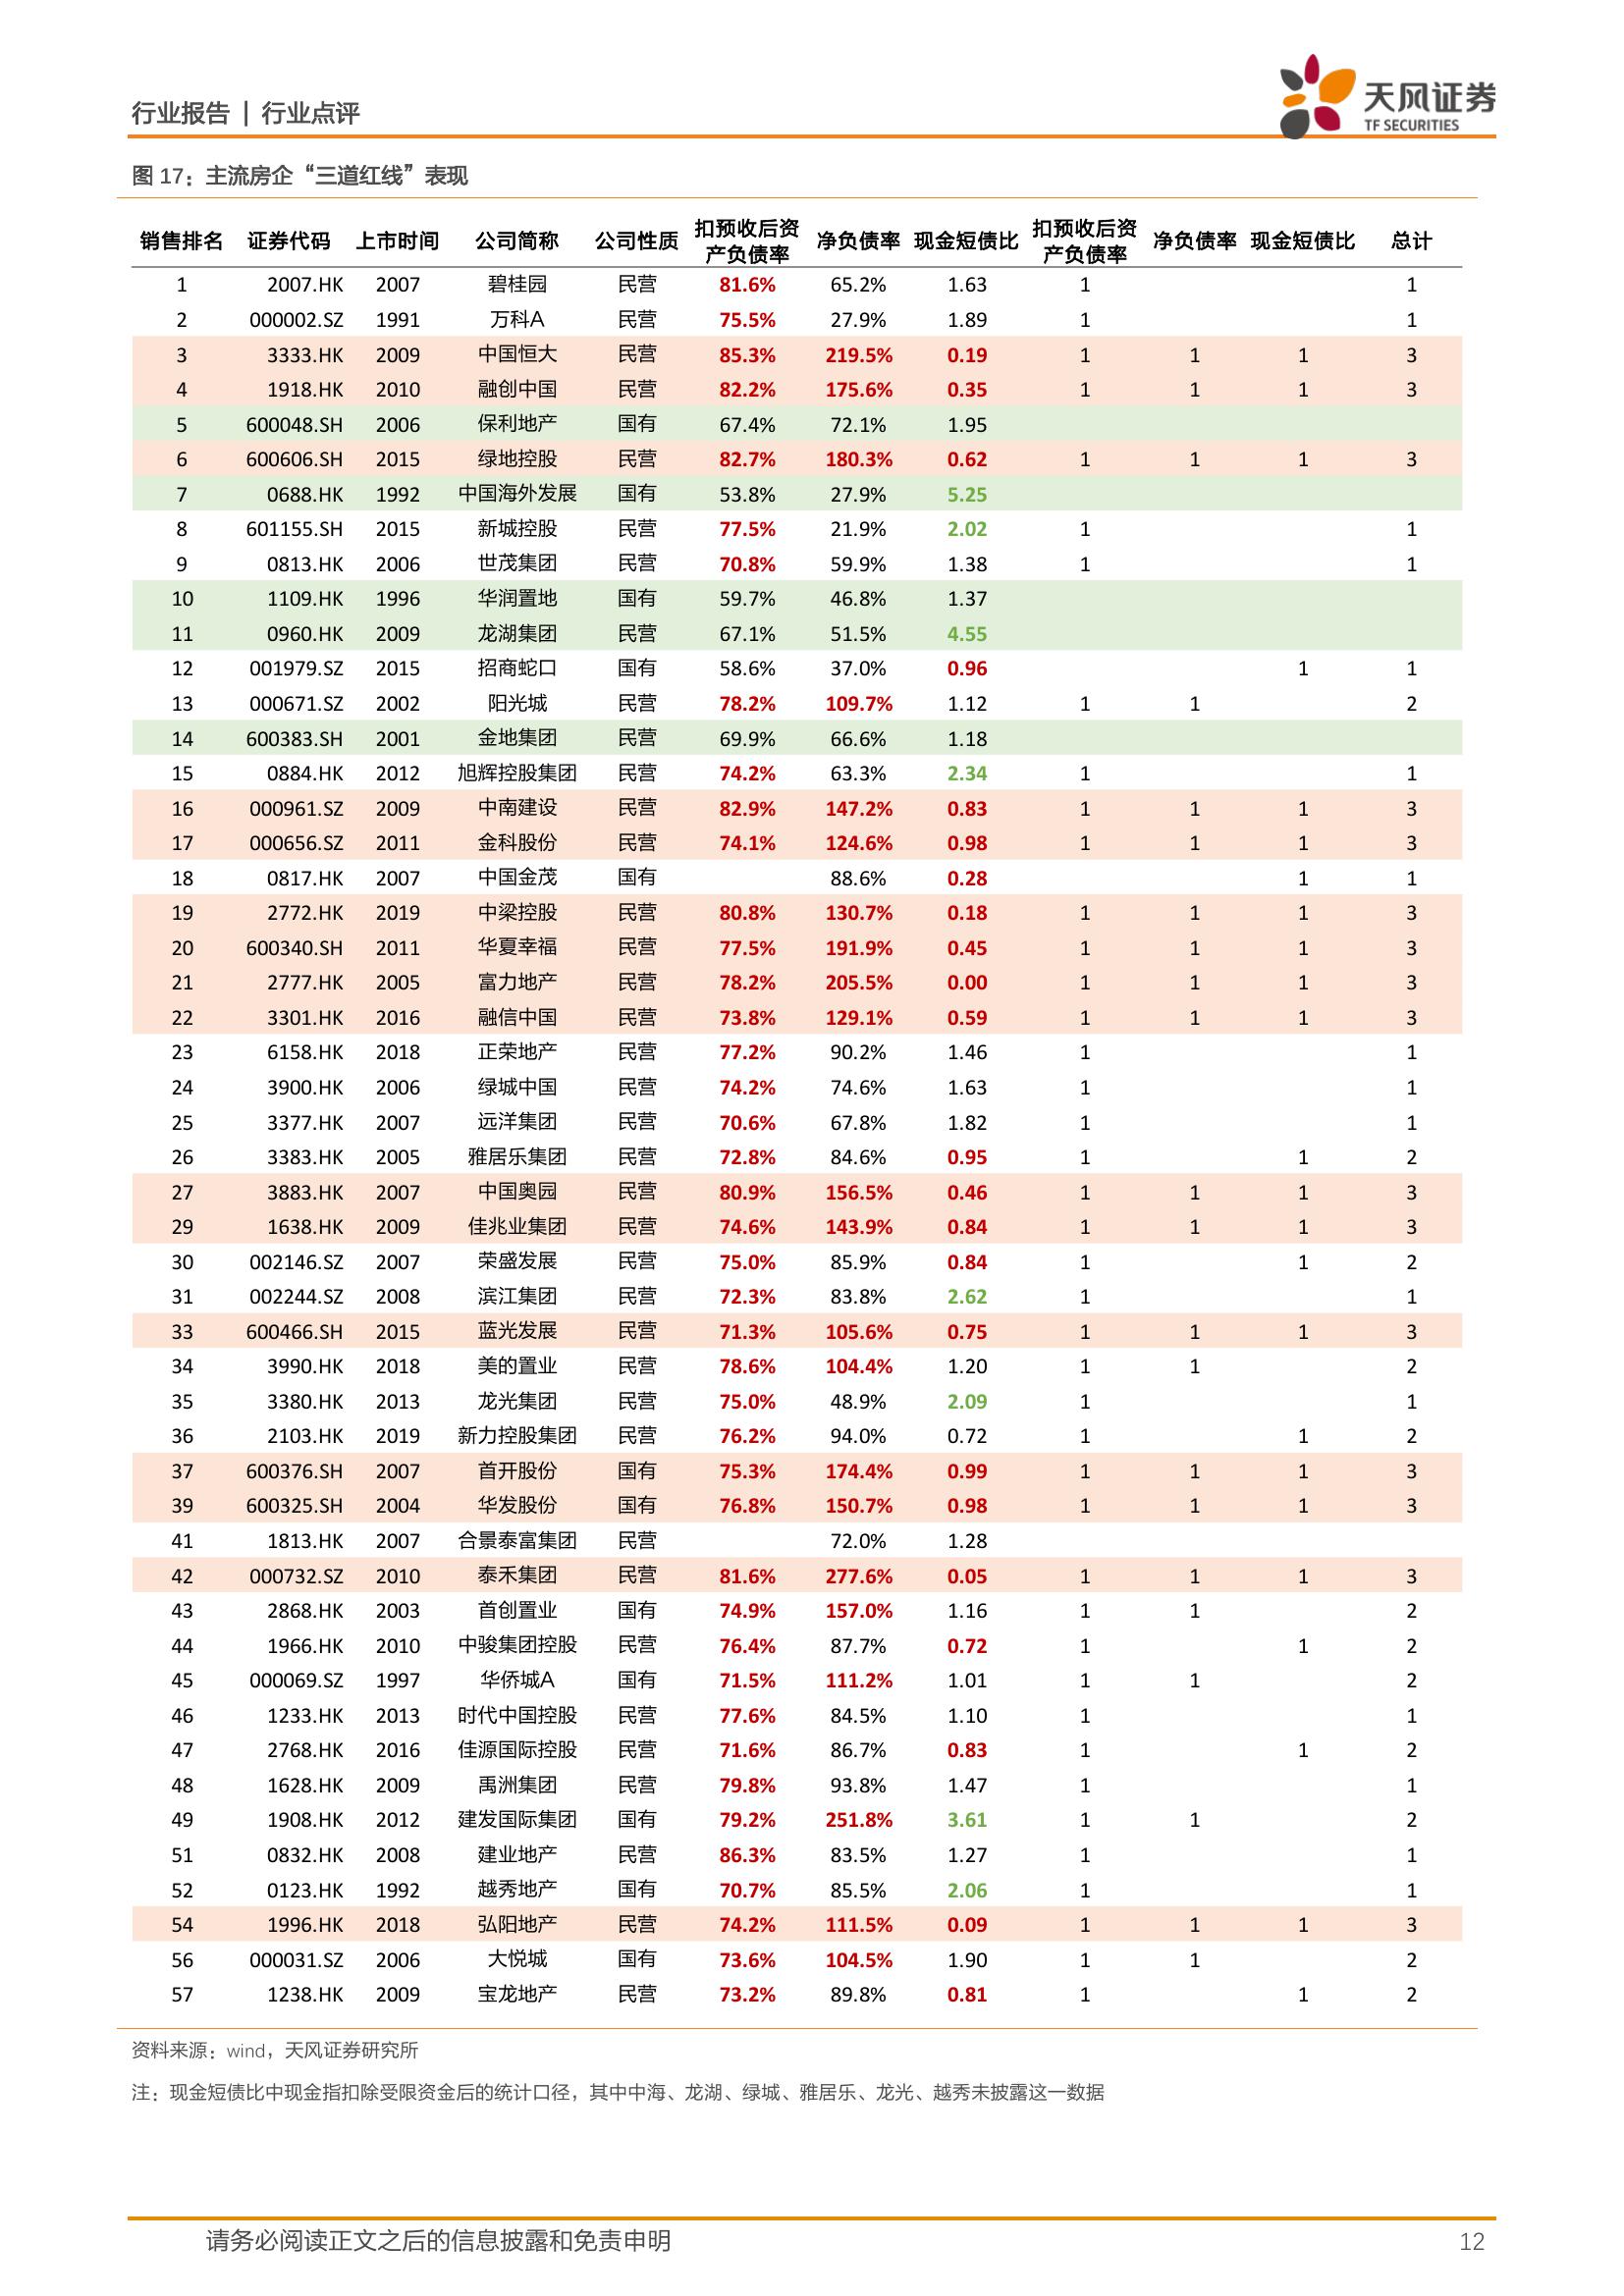 行业报告 | 行业点评
天风证券
TF SECURITIES
图 17：主流房企“三道红线”表现
销售排名 证券代码 上市时间 公司简称 公司性质 扣预收后资产负债率 净负债率 现金短债比 扣预收后资产负债率 净负债率 现金短债比 总计
1 2007.HK 2007 碧桂园 民营 81.6% 65.2% 1.63 1 1
2 000002.SZ 1991 万科A 民营 75.5% 27.9% 1.89 1 1
3 3333.HK 2009 中国恒大 民营 85.3% 219.5% 0.19 1 1 1 3
4 1918.HK 2010 融创中国 民营 82.2% 175.6% 0.35 1 1 1 3
5 600048.SH 2006 保利地产 国有 67.4% 72.1% 1.95
6 600606.SH 2015 绿地控股 民营 82.7% 180.3% 0.62 1 1 1 3
7 0688.HK 1992 中国海外发展 国有 53.8% 27.9% 5.25
8 601155.SH 2015 新城控股 民营 77.5% 21.9% 2.02 1 1
9 0813.HK 2006 世茂集团 民营 70.8% 59.9% 1.38 1 1
10 1109.HK 1996 华润置地 国有 59.7% 46.8% 1.37
11 0960.HK 2009 龙湖集团 民营 67.1% 51.5% 4.55
12 001979.SZ 2015 招商蛇口 国有 58.6% 37.0% 0.96 1 1
13 000671.SZ 2002 阳光城 民营 78.2% 109.7% 1.12 1 1 2
14 600383.SH 2001 金地集团 民营 69.9% 66.6% 1.18
15 0884.HK 2012 旭辉控股集团 民营 74.2% 63.3% 2.34 1 1
16 000961.SZ 2009 中南建设 民营 82.9% 147.2% 0.83 1 1 1 3
17 000656.SZ 2011 金科股份 民营 74.1% 124.6% 0.98 1 1 1 3
18 0817.HK 2007 中国金茂 国有 88.6% 0.28 1 1
19 2772.HK 2019 中梁控股 民营 80.8% 130.7% 0.18 1 1 1 3
20 600340.SH 2011 华夏幸福 民营 77.5% 191.9% 0.45 1 1 1 3
21 2777.HK 2005 富力地产 民营 78.2% 205.5% 0.00 1 1 1 3
22 3301.HK 2016 融信中国 民营 73.8% 129.1% 0.59 1 1 1 3
23 6158.HK 2018 正荣地产 民营 77.2% 90.2% 1.46 1 1
24 3900.HK 2006 绿城中国 民营 74.2% 74.6% 1.63 1 1
25 3377.HK 2007 远洋集团 民营 70.6% 67.8% 1.82 1 1
26 3383.HK 2005 雅居乐集团 民营 72.8% 84.6% 0.95 1 1 2
27 3883.HK 2007 中国奥园 民营 80.9% 156.5% 0.46 1 1 1 3
29 1638.HK 2009 佳兆业集团 民营 74.6% 143.9% 0.84 1 1 1 3
30 002146.SZ 2007 荣盛发展 民营 75.0% 85.9% 0.84 1 1 2
31 002244.SZ 2008 滨江集团 民营 72.3% 83.8% 2.62 1 1
33 600466.SH 2015 蓝光发展 民营 71.3% 105.6% 0.75 1 1 1 3
34 3990.HK 2018 美的置业 民营 78.6% 104.4% 1.20 1 1 2
35 3380.HK 2013 龙光集团 民营 75.0% 48.9% 2.09 1 1
36 2103.HK 2019 新力控股集团 民营 76.2% 94.0% 0.72 1 1 2
37 600376.SH 2007 首开股份 国有 75.3% 174.4% 0.99 1 1 1 3
39 600325.SH 2004 华发股份 国有 76.8% 150.7% 0.98 1 1 1 3
41 1813.HK 2007 合景泰富集团 民营 72.0% 1.28
42 000732.SZ 2010 泰禾集团 民营 81.6% 277.6% 0.05 1 1 1 3
43 2868.HK 2003 首创置业 国有 74.9% 157.0% 1.16 1 1 2
44 1966.HK 2010 中骏集团控股 民营 76.4% 87.7% 0.72 1 1 2
45 000069.SZ 1997 华侨城A 国有 71.5% 111.2% 1.01 1 1 2
46 1233.HK 2013 时代中国控股 民营 77.6% 84.5% 1.10 1 1
47 2768.HK 2016 佳源国际控股 民营 71.6% 86.7% 0.83 1 1 2
48 1628.HK 2009 禹洲集团 民营 79.8% 93.8% 1.47 1 1
49 1908.HK 2012 建发国际集团 国有 79.2% 251.8% 3.61 1 1 2
51 0832.HK 2008 建业地产 民营 86.3% 83.5% 1.27 1 1
52 0123.HK 1992 越秀地产 国有 70.7% 85.5% 2.06 1 1
54 1996.HK 2018 弘阳地产 民营 74.2% 111.5% 0.09 1 1 1 3
56 000031.SZ 2006 大悦城 国有 73.6% 104.5% 1.90 1 1 2
57 1238.HK 2009 宝龙地产 民营 73.2% 89.8% 0.81 1 1 2
资料来源：wind，天风证券研究所
注：现金短债比中现金指扣除受限资金后的统计口径，其中中海、龙湖、绿城、雅居乐、龙光、越秀未披露这一数据
请务必阅读正文之后的信息披露和免责申明 12